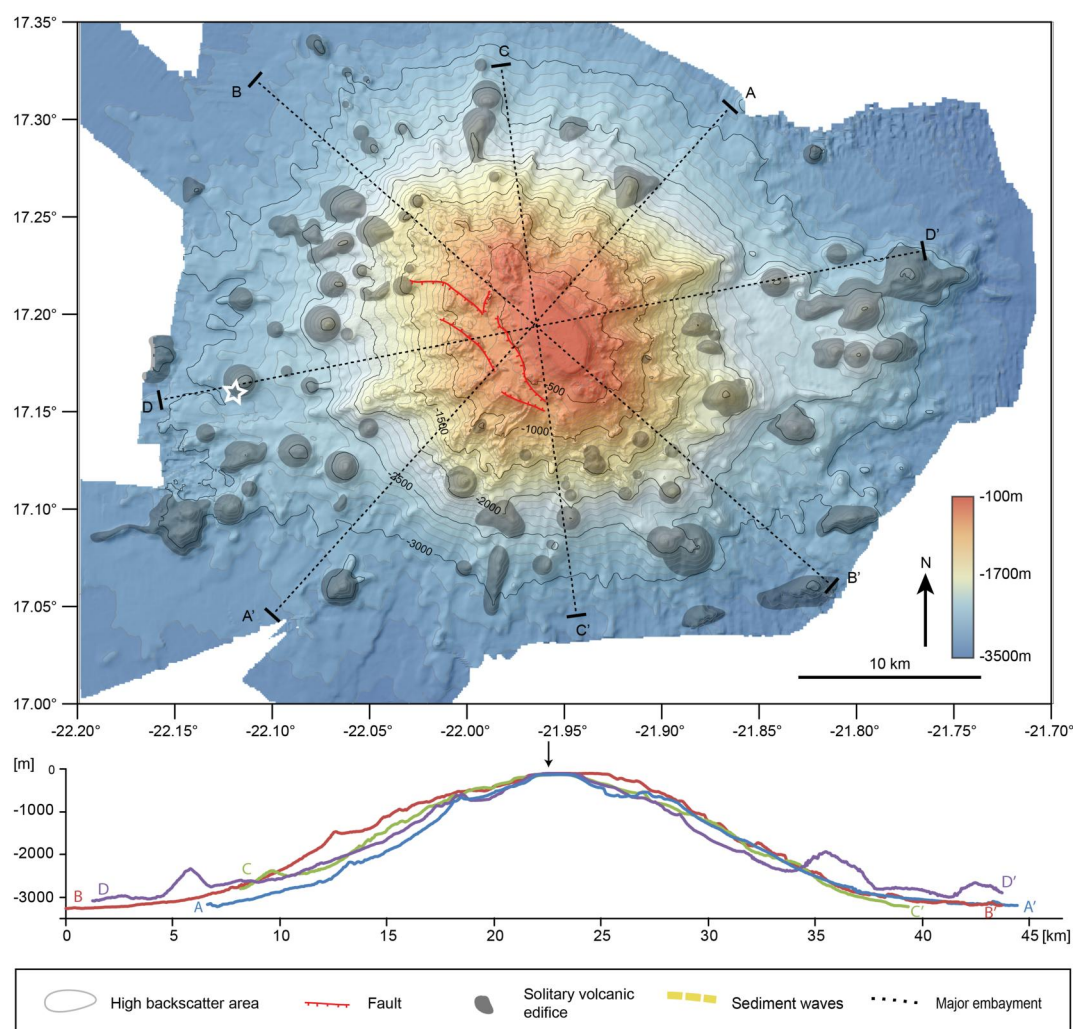 17.35°
17.30°
17.25°
17.20°
17.15°
17.10°
17.05°
17.00°
B
C
A
D'
D
-500
-1000
-1500
-2500
-2000
-3000
A'
C'
B'
-100m
-1700m
-3500m
N
10 km
-22.20° -22.15° -22.10° -22.05° -22.00° -21.95° -21.90° -21.85° -21.80° -21.75° -21.70°
[m]
0
-1000
-2000
-3000
B
D
A
C
D'
C'
B'
A'
0 5 10 15 20 25 30 35 40 45 [km]
High backscatter area
Fault
Solitary volcanic
edifice
Sediment waves
Major embayment